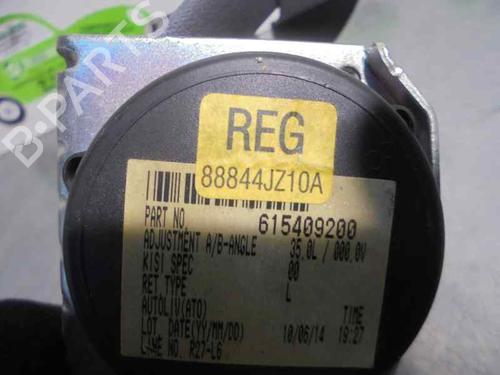 B-PARTS
REG
88844JZ10A
PART NO 615409200
ADJUSTMENT A/B-ANGLE 35.0L / 000.0V
KISI SPEC 00
RET TYPE L
AUTOLIV(ATO) TIME
LOT DATE(YY/MM/DD) 10/06/14 19:27
LINE NO. R27-L6